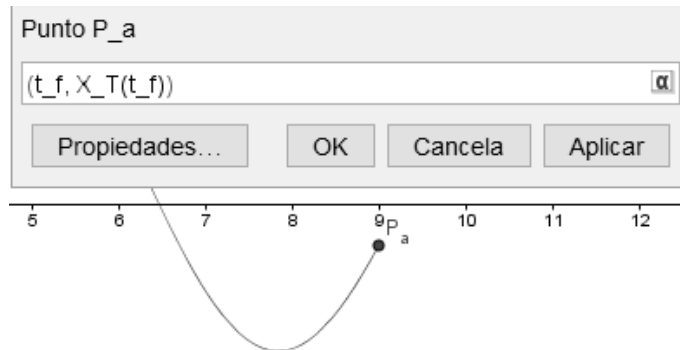 Punto P_a
(t_f, X_T(t_f))
α
Propiedades...
OK
Cancela
Aplicar
5 6 7 8 9 10 11 12
P_a